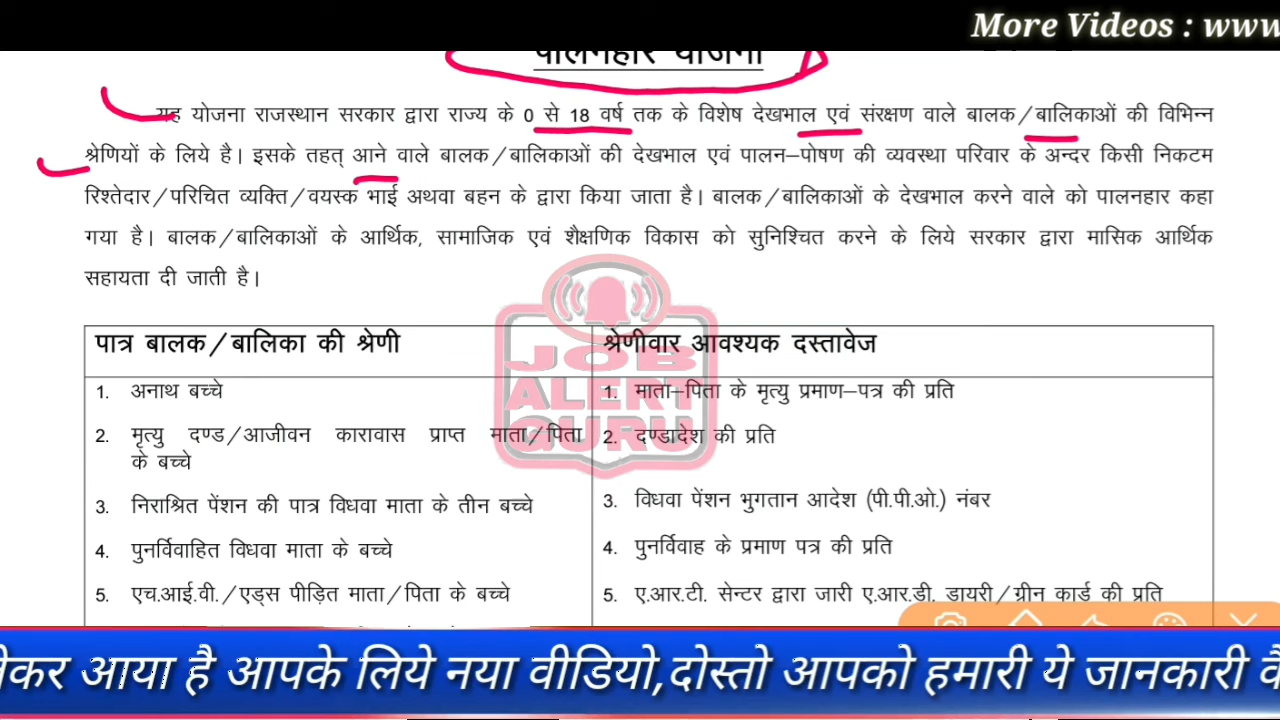 More Videos : www
पालनहार योजना
यह योजना राजस्थान सरकार द्वारा राज्य के 0 से 18 वर्ष तक के विशेष देखभाल एवं संरक्षण वाले बालक/बालिकाओं की विभिन्न
श्रेणियों के लिये है। इसके तहत् आने वाले बालक/बालिकाओं की देखभाल एवं पालन–पोषण की व्यवस्था परिवार के अन्दर किसी निकटम
रिश्तेदार/परिचित व्यक्ति/वयस्क भाई अथवा बहन के द्वारा किया जाता है। बालक/बालिकाओं के देखभाल करने वाले को पालनहार कहा
गया है। बालक/बालिकाओं के आर्थिक, सामाजिक एवं शैक्षणिक विकास को सुनिश्चित करने के लिये सरकार द्वारा मासिक आर्थिक
सहायता दी जाती है।
पात्र बालक/बालिका की श्रेणी
1. अनाथ बच्चे
2. मृत्यु दण्ड/आजीवन कारावास प्राप्त माता/पिता
के बच्चे
3. निराश्रित पेंशन की पात्र विधवा माता के तीन बच्चे
4. पुनर्विवाहित विधवा माता के बच्चे
5. एच.आई.वी./एड्स पीड़ित माता/पिता के बच्चे
श्रेणीवार आवश्यक दस्तावेज
1. माता–पिता के मृत्यु प्रमाण–पत्र की प्रति
2. दण्डादेश की प्रति
3. विधवा पेंशन भुगतान आदेश (पी.पी.ओ.) नंबर
4. पुनर्विवाह के प्रमाण पत्र की प्रति
5. ए.आर.टी. सेन्टर द्वारा जारी ए.आर.डी. डायरी/ग्रीन कार्ड की प्रति
JOB
ALERT
GURU
आया है आपके लिये नया वीडियो,दोस्तो आपको हमारी ये जानकारी